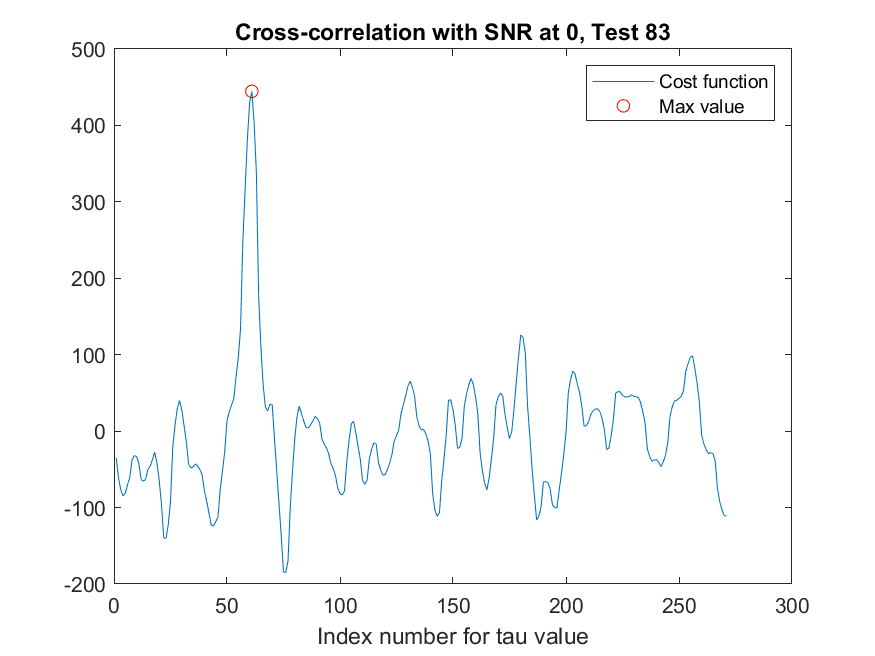 Cross-correlation with SNR at 0, Test 83
Cost function
Max value
500
400
300
200
100
0
-100
-200
0 50 100 150 200 250 300
Index number for tau value